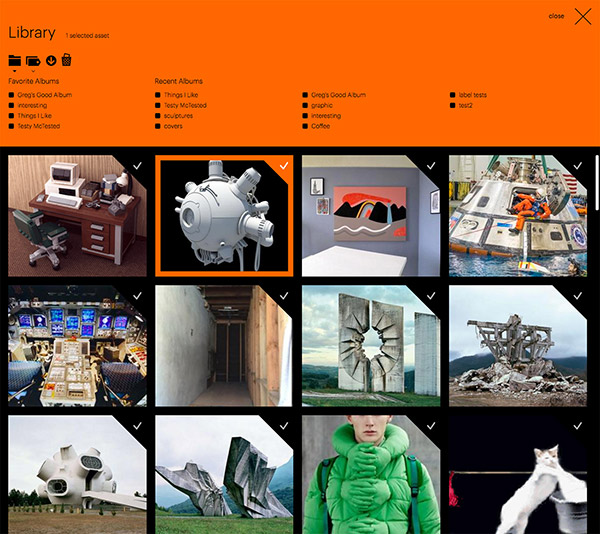 close
Library 1 selected asset
Favorite Albums Recent Albums
Greg's Good Album Things I Like Greg's Good Album label tests
interesting Testy McTested graphic test2
Things I Like sculptures interesting
Testy McTested covers Coffee